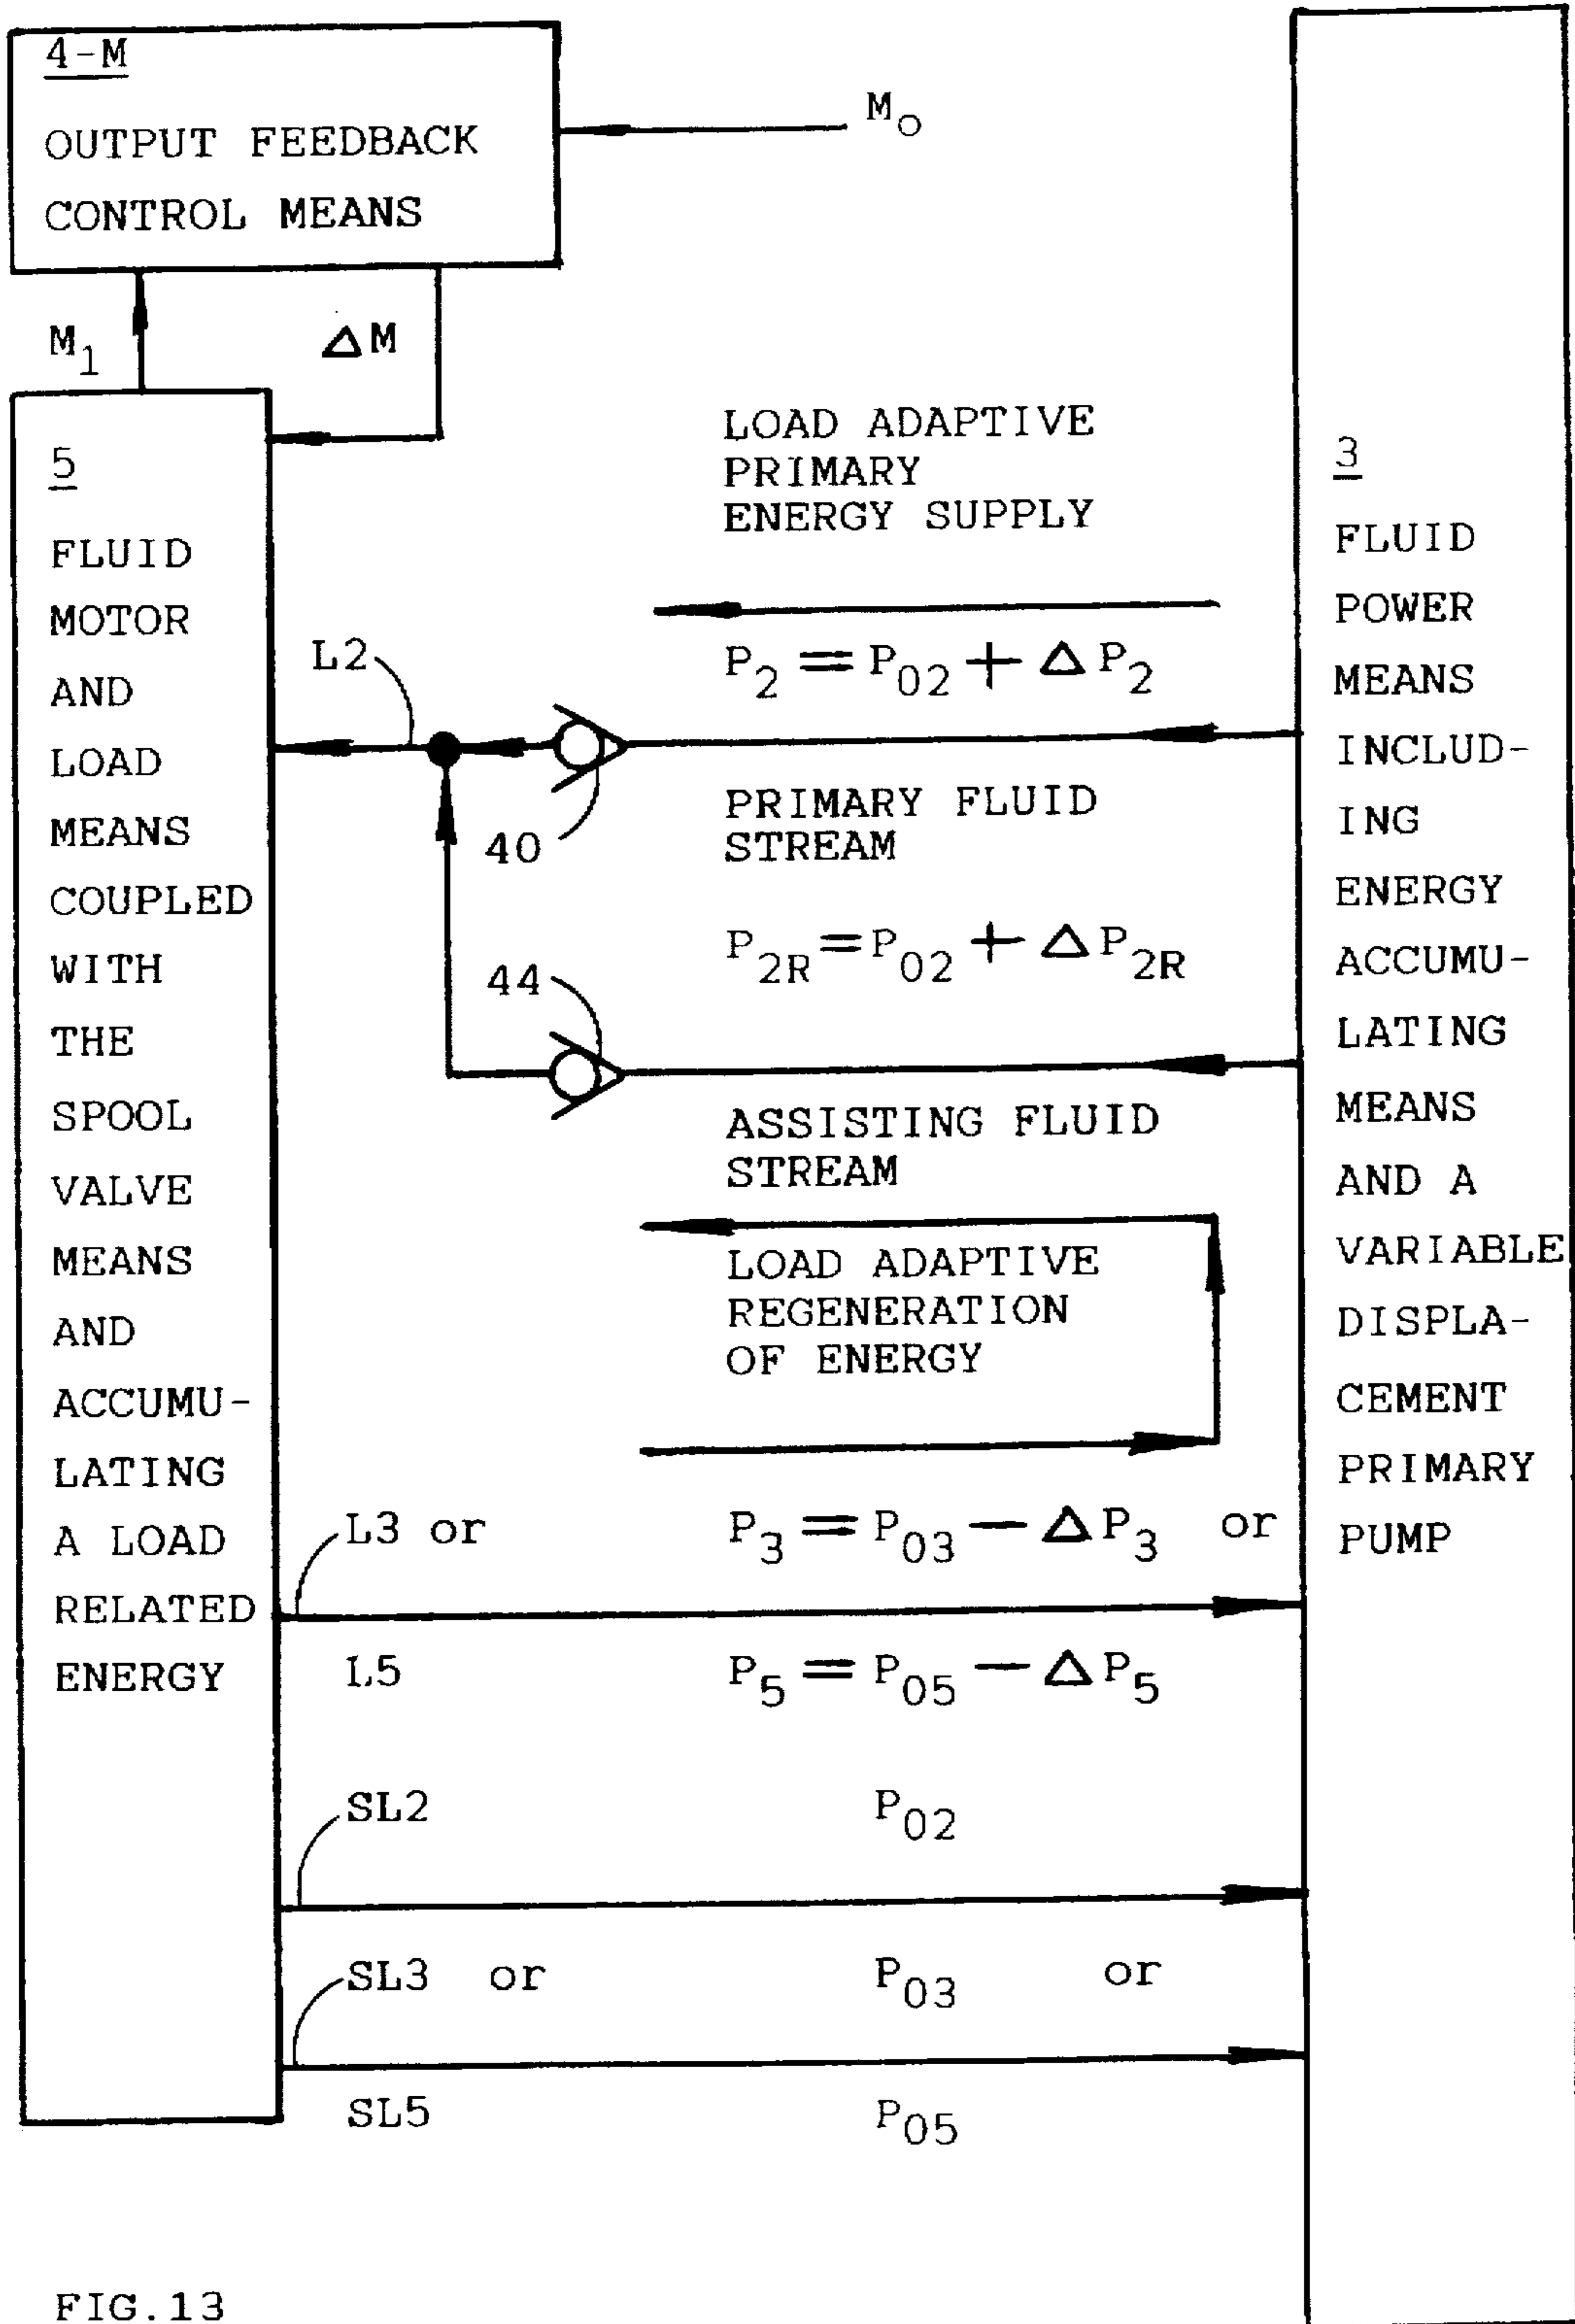 4-M
OUTPUT FEEDBACK
CONTROL MEANS
M₀
M₁
ΔM
5
FLUID
MOTOR
AND
LOAD
MEANS
COUPLED
WITH
THE
SPOOL
VALVE
MEANS
AND
ACCUMU-
LATING
A LOAD
RELATED
ENERGY
LOAD ADAPTIVE
PRIMARY
ENERGY SUPPLY
P₂ = P₀₂ + ΔP₂
L2
40
PRIMARY FLUID
STREAM
P₂R = P₀₂ + ΔP₂R
44
ASSISTING FLUID
STREAM
LOAD ADAPTIVE
REGENERATION
OF ENERGY
L3 or
P₃ = P₀₃ − ΔP₃ or
L5
P₅ = P₀₅ − ΔP₅
SL2
P₀₂
SL3 or
P₀₃ or
SL5
P₀₅
3
FLUID
POWER
MEANS
INCLUD-
ING
ENERGY
ACCUMU-
LATING
MEANS
AND A
VARIABLE
DISPLA-
CEMENT
PRIMARY
PUMP
FIG.13